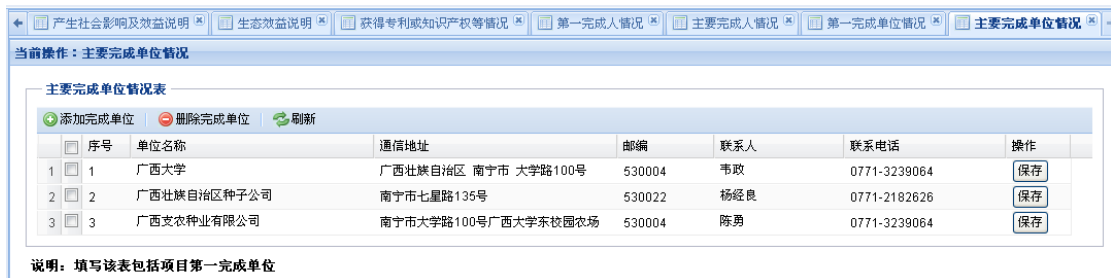 产生社会影响及效益说明 生态效益说明 获得专利或知识产权等情况 第一完成人情况 主要完成人情况 第一完成单位情况 主要完成单位情况
当前操作：主要完成单位情况
主要完成单位情况表
添加完成单位 删除完成单位 刷新
序号 单位名称 通信地址 邮编 联系人 联系电话 操作
1 1 广西大学 广西壮族自治区 南宁市 大学路100号 530004 韦政 0771-3239064 保存
2 2 广西壮族自治区种子公司 南宁市七星路135号 530022 杨经良 0771-2182626 保存
3 3 广西支农种业有限公司 南宁市大学路100号广西大学东校园农场 530004 陈勇 0771-3239064 保存
说明：填写该表包括项目第一完成单位